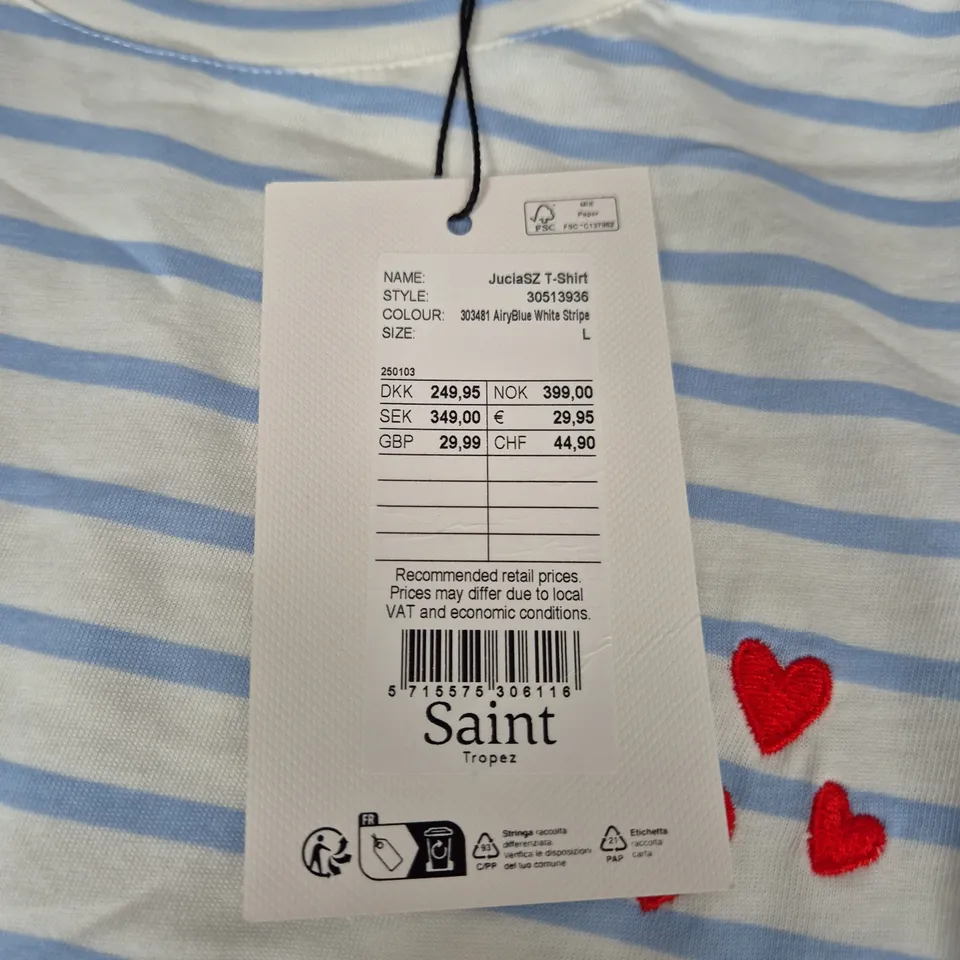 MIX
Paper
FSC
FSC™C137962
NAME: JuciaSZ T-Shirt
STYLE: 30513936
COLOUR: 303481 AiryBlue White Stripe
SIZE: L
250103
DKK 249,95 NOK 399,00
SEK 349,00 € 29,95
GBP 29,99 CHF 44,90
Recommended retail prices.
Prices may differ due to local
VAT and economic conditions.
5 715575 306116
Saint
Tropez
FR
93
C/PP
Stringa raccolta
differenziata.
Verifica le disposizioni
del tuo comune
21
PAP
Etichetta
raccolta
carta